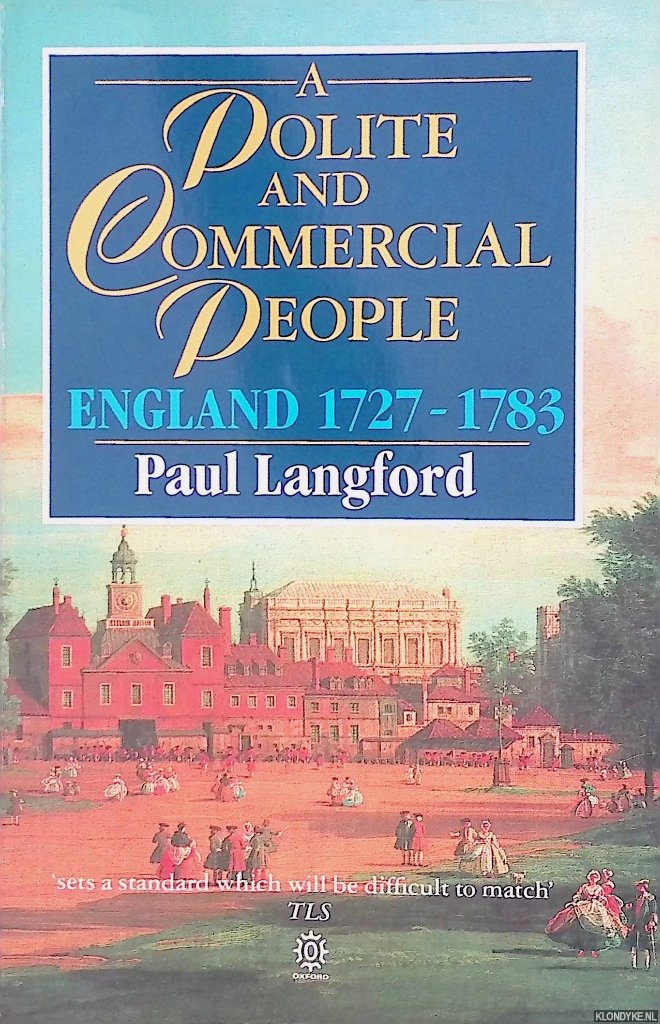 A
POLITE
AND
COMMERCIAL
PEOPLE
ENGLAND 1727-1783
Paul Langford
'sets a standard which will be difficult to match'
TLS
OXFORD
KLONDYKE.NL